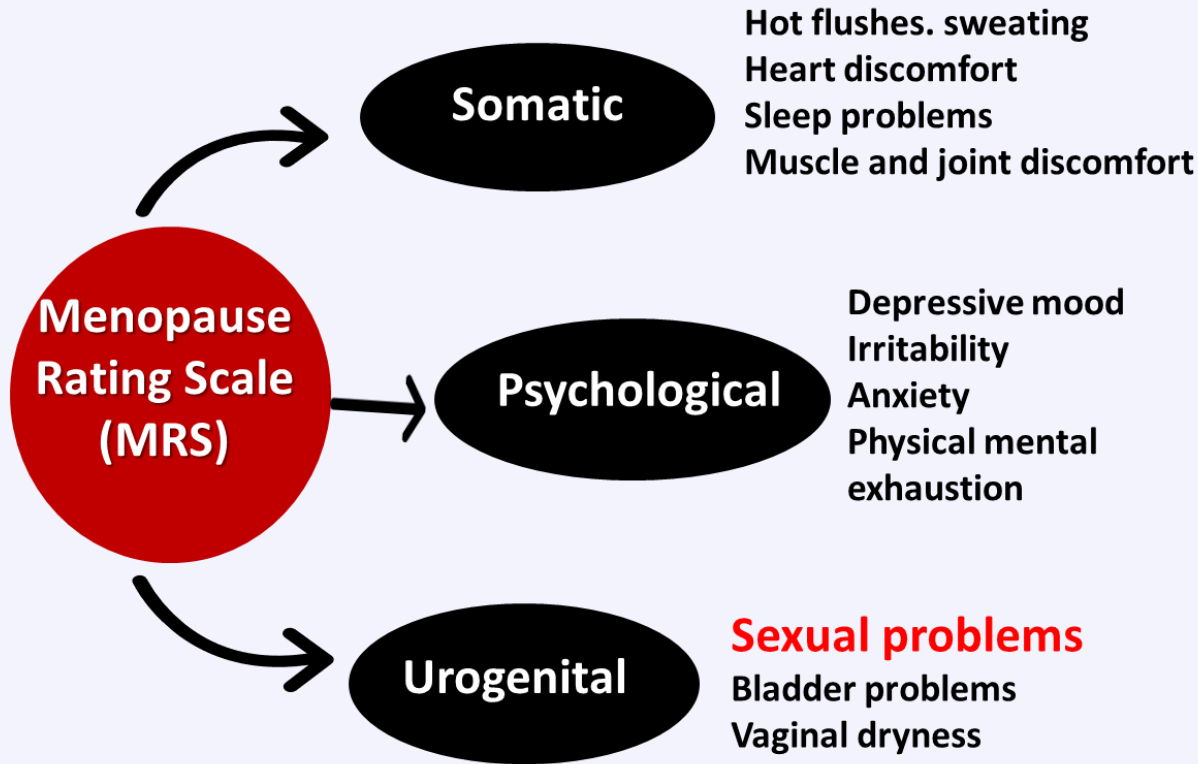 Menopause
Rating Scale
(MRS)
Somatic
Hot flushes. sweating
Heart discomfort
Sleep problems
Muscle and joint discomfort
Psychological
Depressive mood
Irritability
Anxiety
Physical mental
exhaustion
Urogenital
Sexual problems
Bladder problems
Vaginal dryness